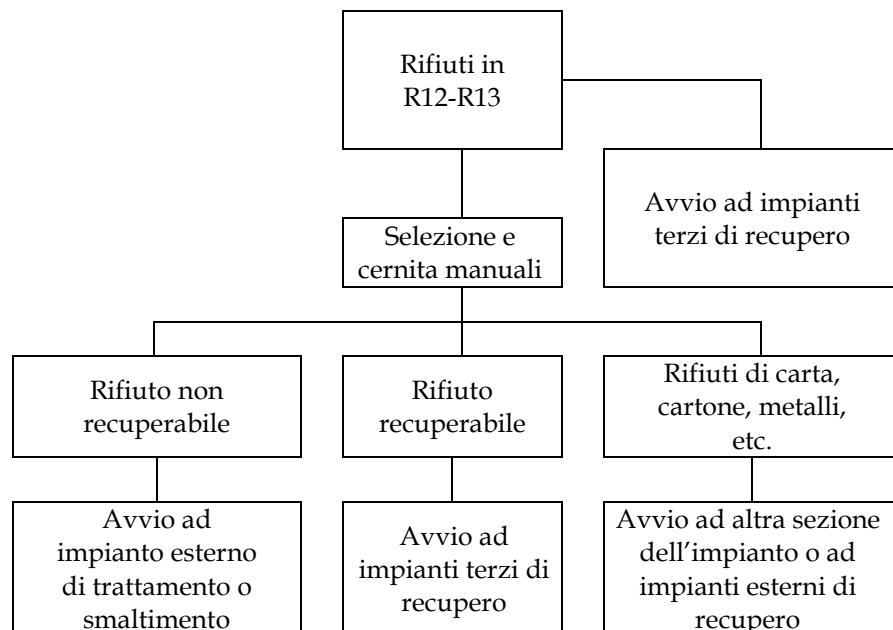 Rifiuti in
R12-R13
Avvio ad impianti
terzi di recupero
Selezione e
cernita manuali
Rifiuto non
recuperabile
Rifiuto
recuperabile
Rifiuti di carta,
cartone, metalli,
etc.
Avvio ad
impianto esterno
di trattamento o
smaltimento
Avvio ad
impianti terzi di
recupero
Avvio ad altra sezione
dell’impianto o ad
impianti esterni di
recupero